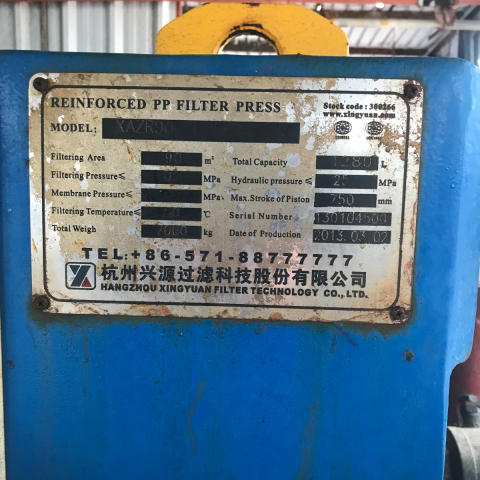 REINFORCED PP FILTER PRESS
Stock code: 300266
www.xingyuan.com
MODEL:
Filtering Area 90 m²
Total Capacity L
Filtering Pressure≤ MPa
Hydraulic pressure≤ 25 MPa
Membrane Pressure≤ MPa
Max.Stroke of Piston 750 mm
Filtering Temperature≤ ℃
Serial Number
Total Weigh 7000 kg
Date of Production 2013.03.02
TEL:+86-571-88777777
杭州兴源过滤科技股份有限公司
HANGZHOU XINGYUAN FILTER TECHNOLOGY CO., LTD.